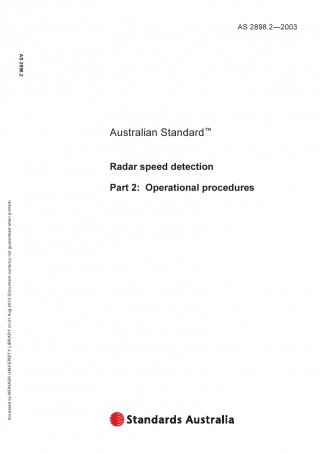 AS 2898.2—2003
AS 2898.2
Australian Standard™
Radar speed detection
Part 2: Operational procedures
Accessed by MONASH UNIVERSITY LIBRARY on 21 Aug 2013 (Document currency not guaranteed when printed)
Standards Australia